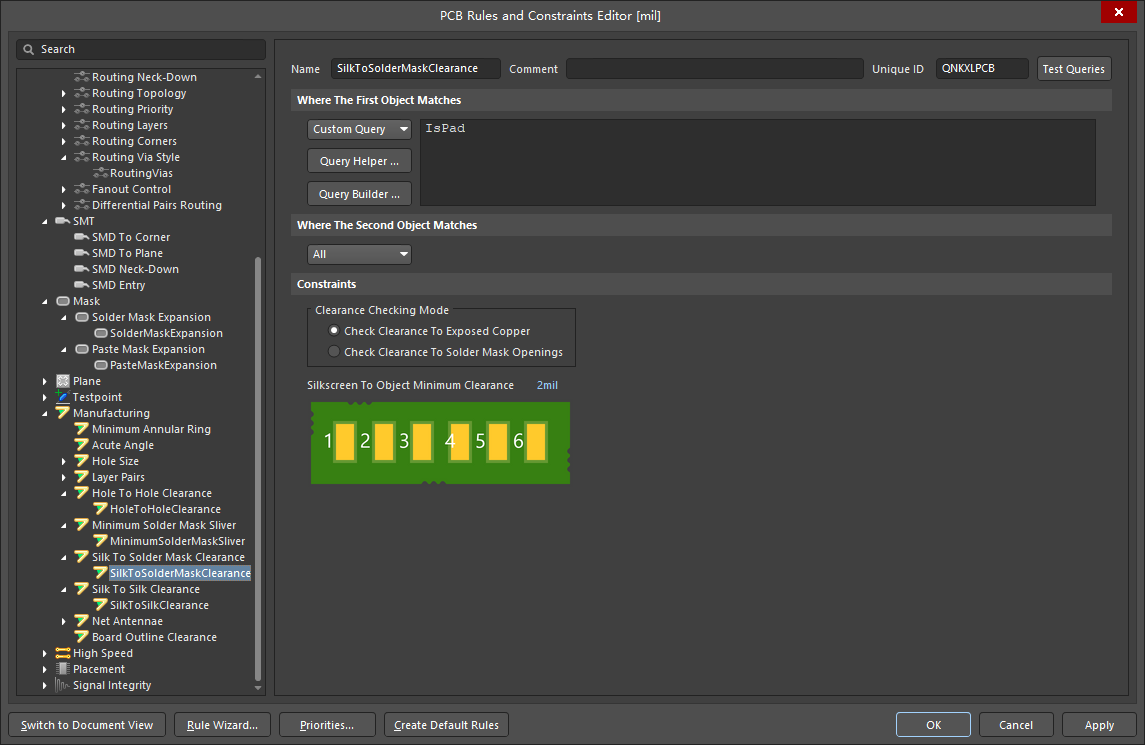 PCB Rules and Constraints Editor [mil]
Search
Routing Neck-Down
Routing Topology
Routing Priority
Routing Layers
Routing Corners
Routing Via Style
RoutingVias
Fanout Control
Differential Pairs Routing
SMT
SMD To Corner
SMD To Plane
SMD Neck-Down
SMD Entry
Mask
Solder Mask Expansion
SolderMaskExpansion
Paste Mask Expansion
PasteMaskExpansion
Plane
Testpoint
Manufacturing
Minimum Annular Ring
Acute Angle
Hole Size
Layer Pairs
Hole To Hole Clearance
HoleToHoleClearance
Minimum Solder Mask Sliver
MinimumSolderMaskSliver
Silk To Solder Mask Clearance
SilkToSolderMaskClearance
Silk To Silk Clearance
SilkToSilkClearance
Net Antennae
Board Outline Clearance
High Speed
Placement
Signal Integrity
Name SilkToSolderMaskClearance Comment Unique ID QNKXLPCB Test Queries
Where The First Object Matches
Custom Query IsPad
Query Helper ...
Query Builder ...
Where The Second Object Matches
All
Constraints
Clearance Checking Mode
Check Clearance To Exposed Copper
Check Clearance To Solder Mask Openings
Silkscreen To Object Minimum Clearance 2mil
1 2 3 4 5 6
Switch to Document View Rule Wizard... Priorities... Create Default Rules OK Cancel Apply